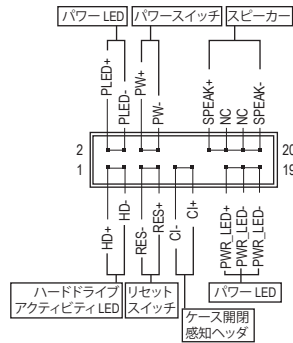 パワー LED
パワースイッチ
スピーカー
PLED+
PLED-
PW+
PW-
SPEAK+
NC
NC
SPEAK-
2
20
1
19
HD+
HD-
RES-
RES+
CI-
CI+
PWR_LED+
PWR_LED-
PWR_LED-
ハードドライブ
アクティビティ LED
リセット
スイッチ
パワー LED
ケース開閉
感知ヘッダ